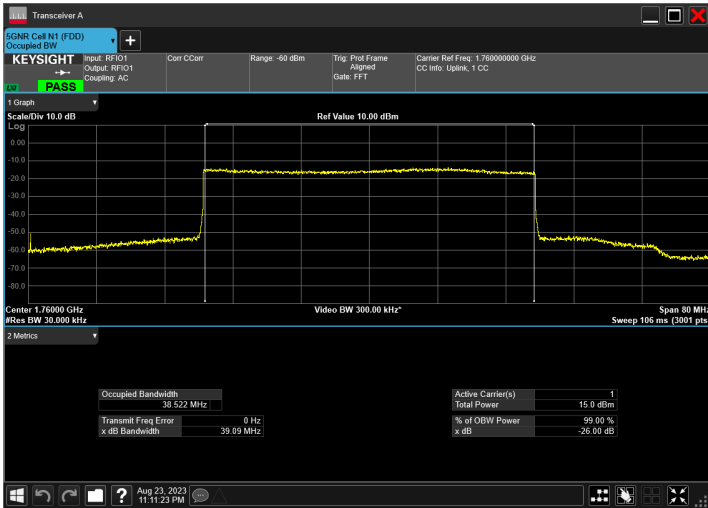 Transceiver A
5GNR Cell N1 (FDD)
Occupied BW
KEYSIGHT
LXI
PASS
Input: RFIO1
Output: RFIO1
Coupling: AC
Corr CCorr
Range: -60 dBm
Trig: Prot Frame
Aligned
Gate: FFT
Carrier Ref Freq: 1.760000000 GHz
CC Info: Uplink, 1 CC
1 Graph
Scale/Div 10.0 dB
Ref Value 10.00 dBm
Log
0.00
-10.0
-20.0
-30.0
-40.0
-50.0
-60.0
-70.0
-80.0
Center 1.76000 GHz
Video BW 300.00 kHz*
Span 80 MHz
#Res BW 30.000 kHz
Sweep 106 ms (3001 pts)
2 Metrics
Occupied Bandwidth
38.522 MHz
Transmit Freq Error 0 Hz
x dB Bandwidth 39.09 MHz
Active Carrier(s) 1
Total Power 15.0 dBm
% of OBW Power 99.00 %
x dB -26.00 dB
Aug 23, 2023
11:11:23 PM